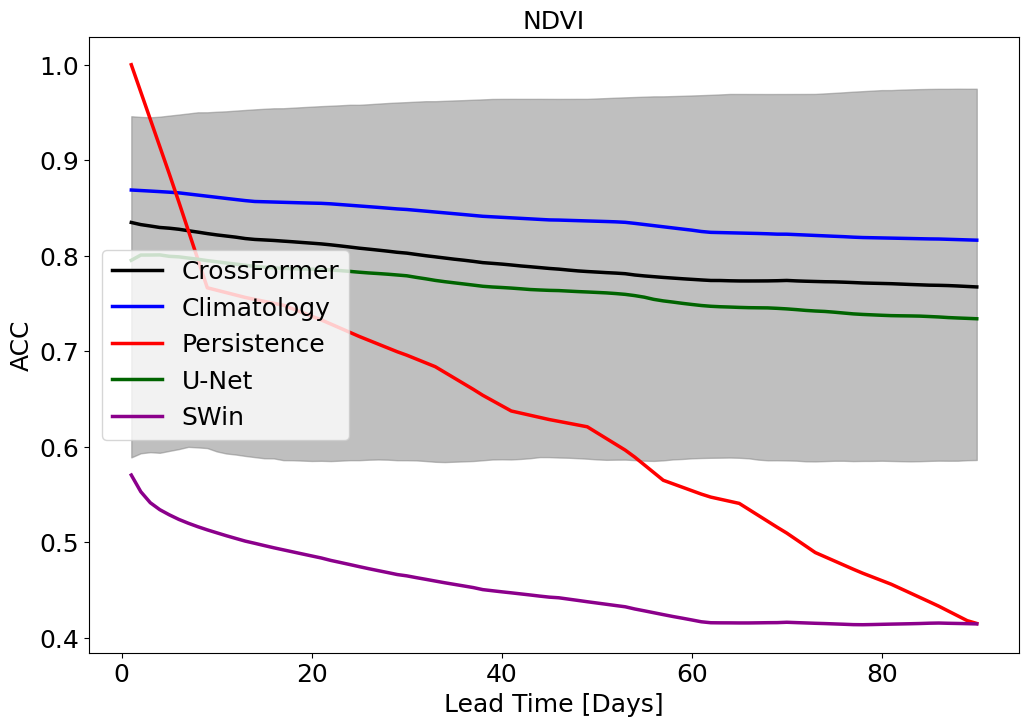 NDVI
ACC
1.0
0.9
0.8
0.7
0.6
0.5
0.4
CrossFormer
Climatology
Persistence
U-Net
SWin
0 20 40 60 80
Lead Time [Days]